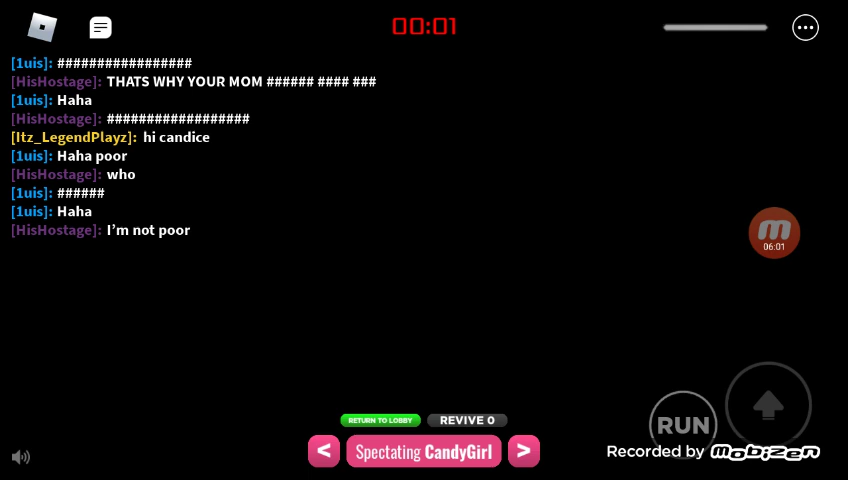 00:01
[1uis]: #################
[HisHostage]: THATS WHY YOUR MOM ###### #### ###
[1uis]: Haha
[HisHostage]: ##################
[Itz_LegendPlayz]: hi candice
[1uis]: Haha poor
[HisHostage]: who
[1uis]: ######
[1uis]: Haha
[HisHostage]: I'm not poor
m
06:01
RETURN TO LOBBY REVIVE 0
RUN
< Spectating CandyGirl >
Recorded by mobizen